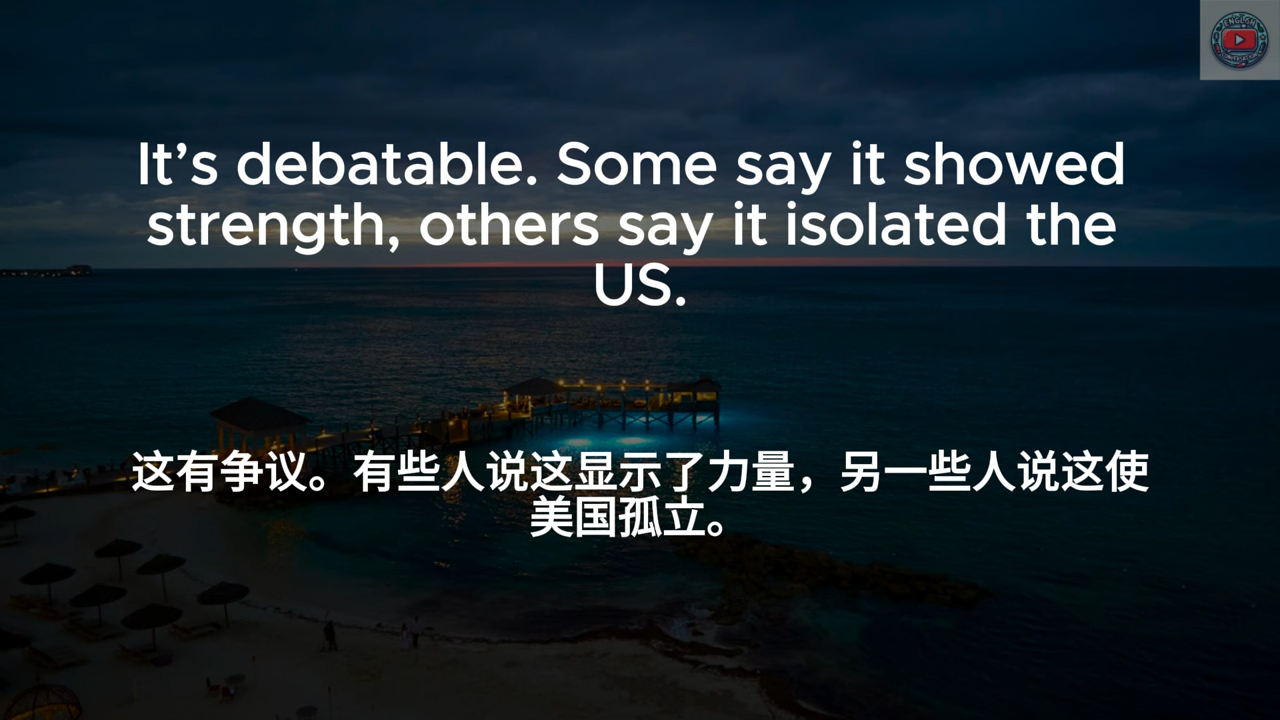 ENGLISH
It’s debatable. Some say it showed
strength, others say it isolated the
US.
这有争议。有些人说这显示了力量，另一些人说这使
美国孤立。